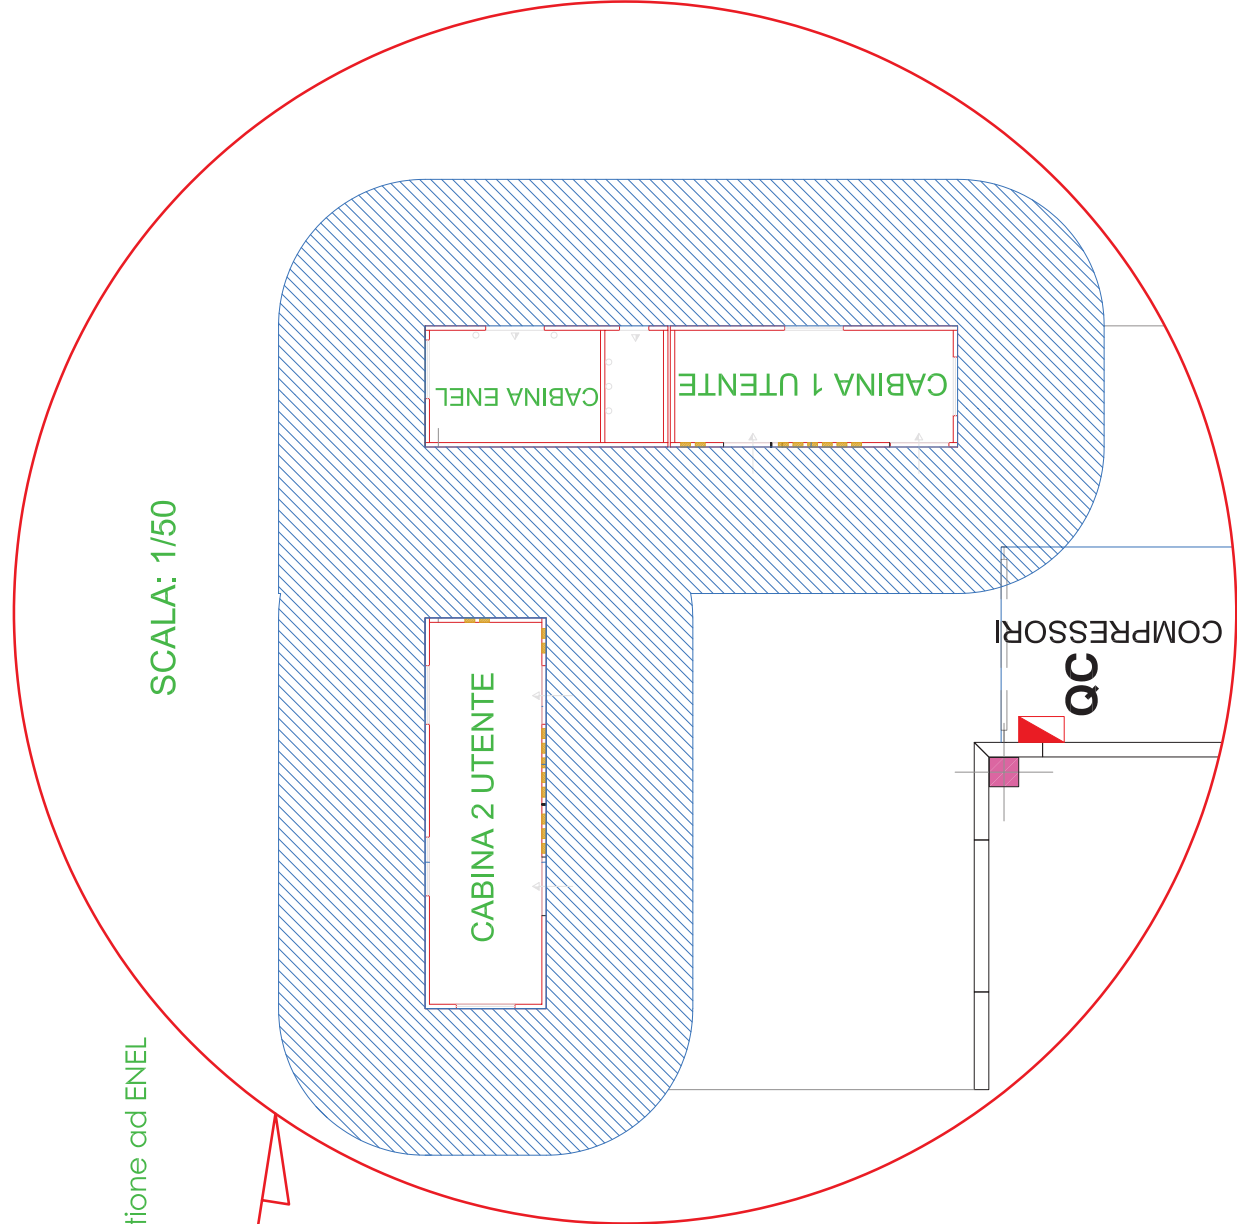 SCALA: 1/50
CABINA ENEL
CABINA 1 UTENTE
CABINA 2 UTENTE
COMPRESSORI
QC
tione ad ENEL